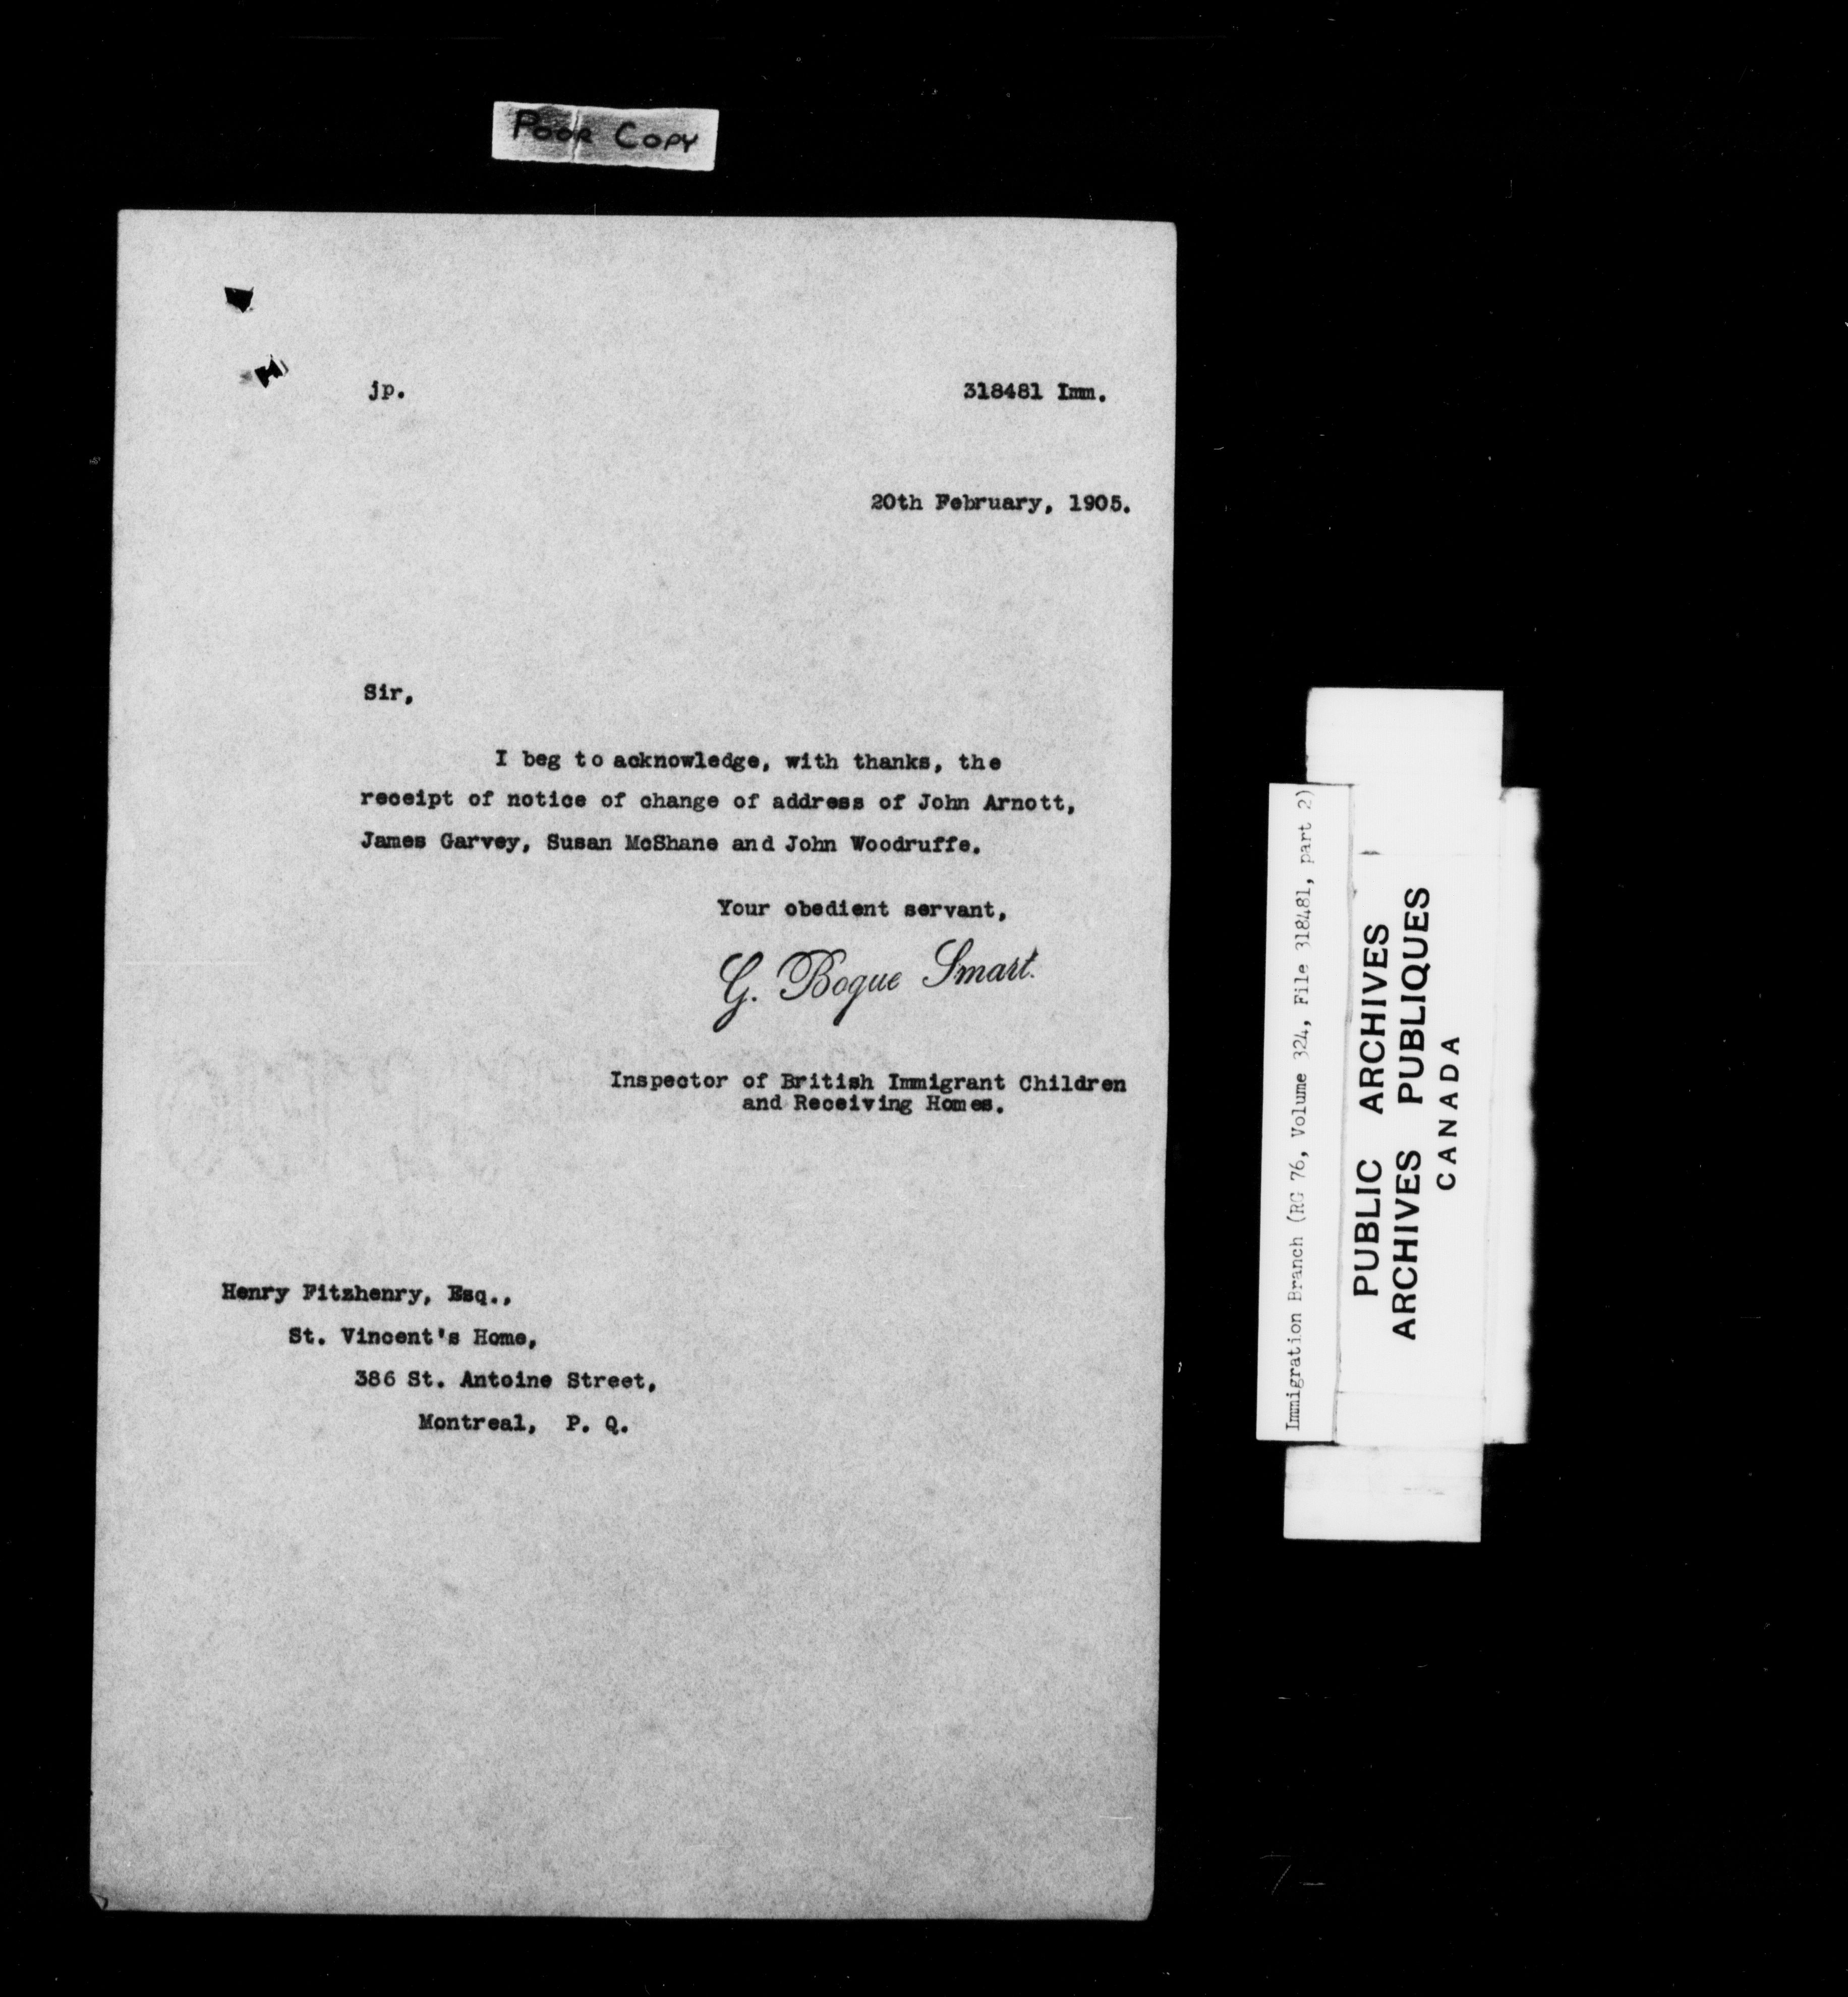 POOR COPY
jp. 318481 Imm.
20th February, 1905.
Sir,
I beg to acknowledge, with thanks, the
receipt of notice of change of address of John Arnott,
James Garvey, Susan McShane and John Woodruffe.
Your obedient servant,
G. Bogue Smart.
Inspector of British Immigrant Children
and Receiving Homes.
Henry Fitzhenry, Esq.,
St. Vincent's Home,
386 St. Antoine Street,
Montreal, P. Q.
Immigration Branch (RG 76, Volume 324, File 318481, part 2)
PUBLIC ARCHIVES
ARCHIVES PUBLIQUES
CANADA